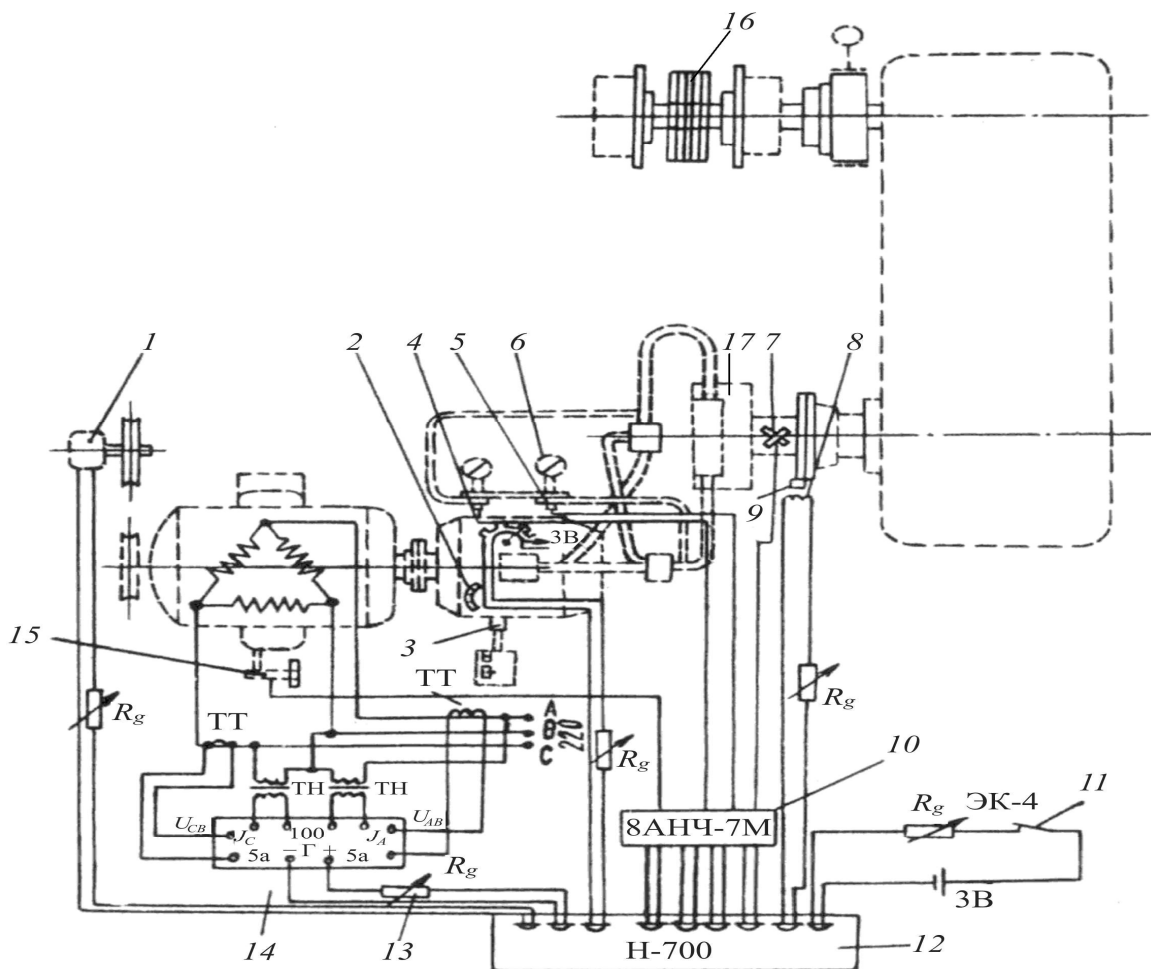 16
1 2 4 5 6 17 7 8
9
3В
3
15
ТТ
R_g
ТТ
A
B
C
220
R_g
R_g
ТН ТН
10
U_CB
J_C
100
J_A
U_AB
5а
– Г +
5а
R_g
8АНЧ-7М
R_g
ЭК-4
11
3В
14
13
Н-700
12